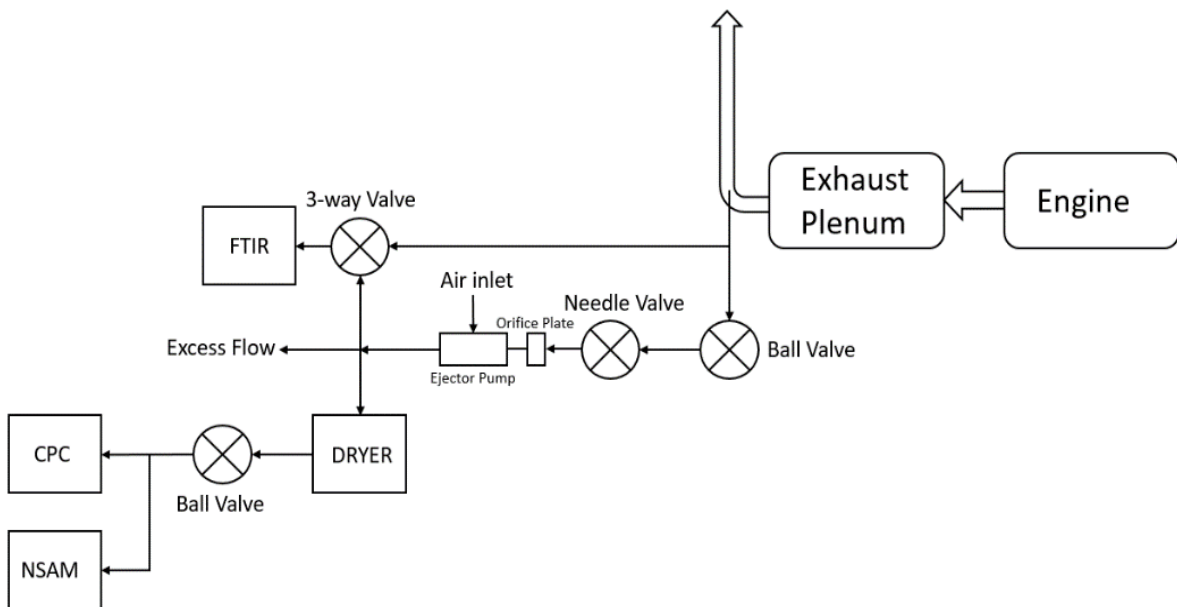 Exhaust
Plenum
Engine
3-way Valve
FTIR
Air inlet
Needle Valve
Orifice Plate
Excess Flow
Ejector Pump
Ball Valve
CPC
DRYER
Ball Valve
NSAM